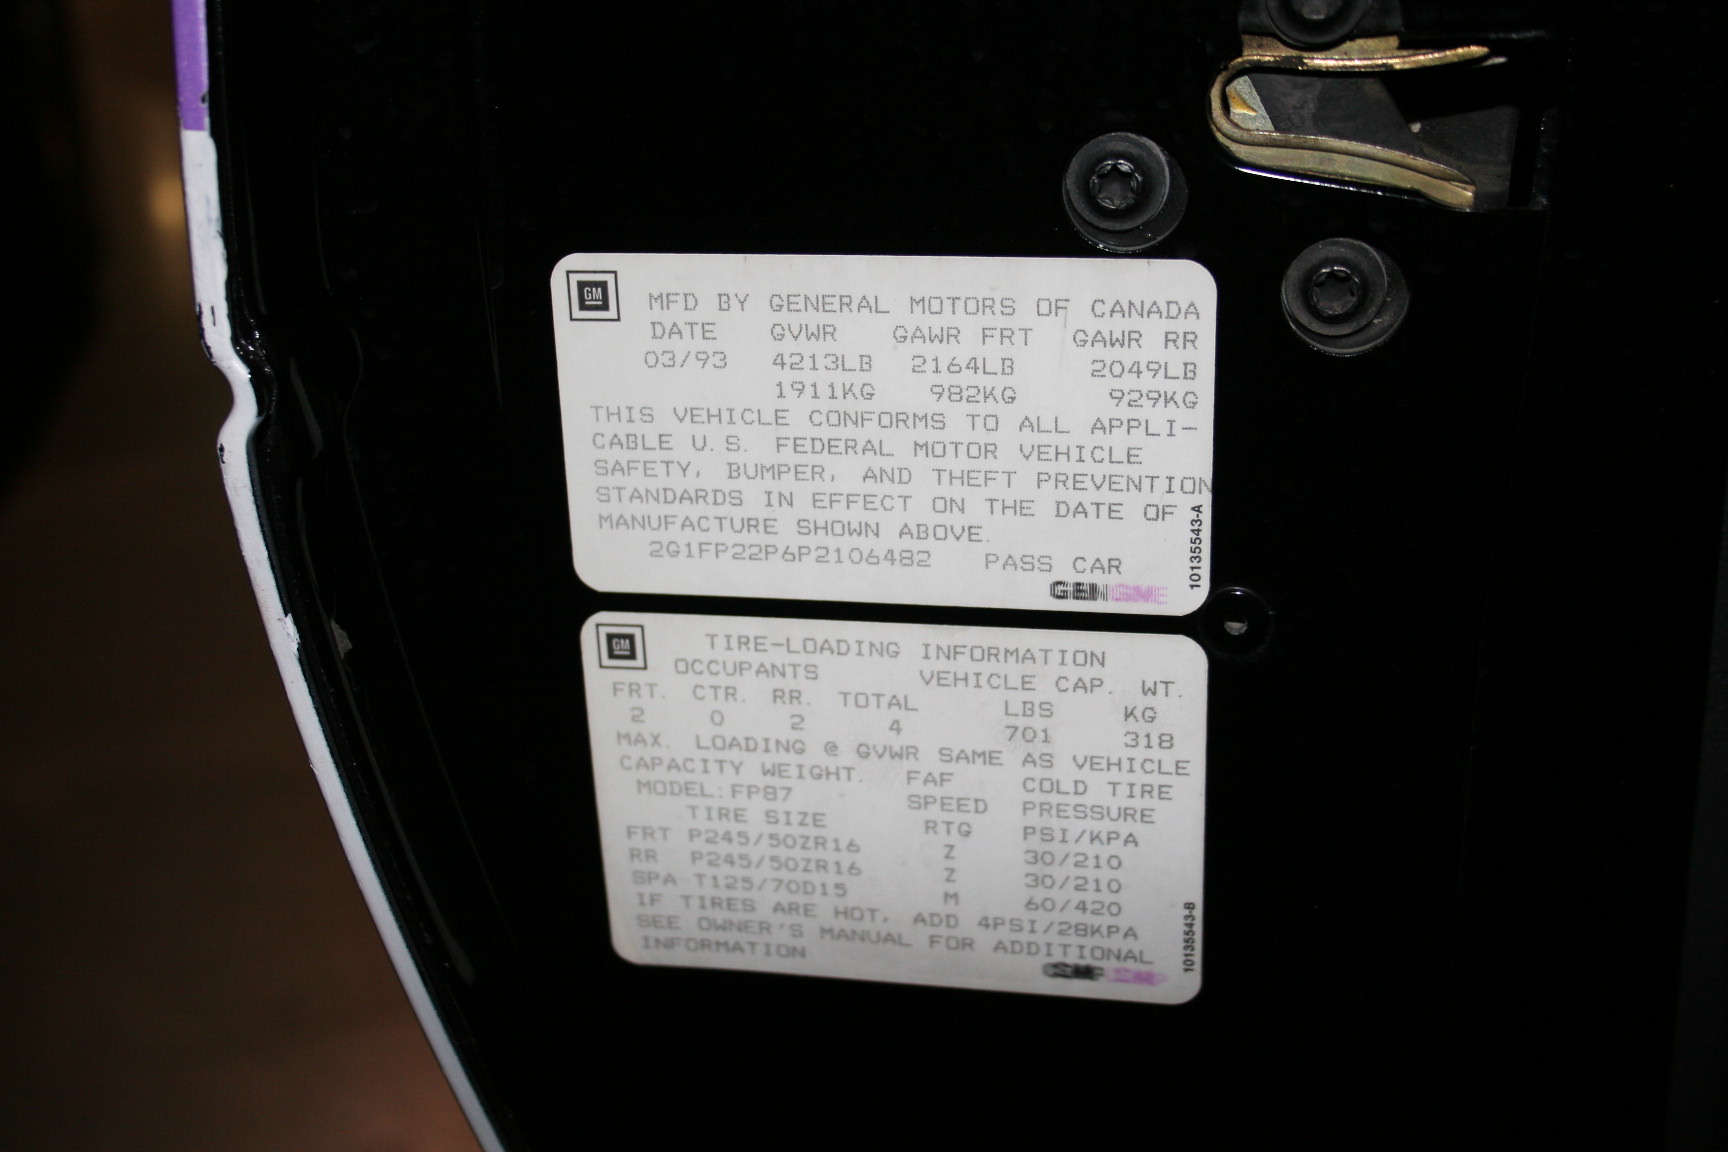 GM
MFD BY GENERAL MOTORS OF CANADA
DATE GVWR GAWR FRT GAWR RR
03/93 4213LB 2164LB 2049LB
1911KG 982KG 929KG
THIS VEHICLE CONFORMS TO ALL APPLI-
CABLE U.S. FEDERAL MOTOR VEHICLE
SAFETY, BUMPER, AND THEFT PREVENTION
STANDARDS IN EFFECT ON THE DATE OF
MANUFACTURE SHOWN ABOVE.
2G1FP22P6P2106482 PASS CAR
10135543-A
GM
TIRE-LOADING INFORMATION
OCCUPANTS VEHICLE CAP. WT.
FRT. CTR. RR. TOTAL LBS KG
2 0 2 4 701 318
MAX. LOADING @ GVWR SAME AS VEHICLE
CAPACITY WEIGHT. FAF COLD TIRE
MODEL:FP87 SPEED PRESSURE
TIRE SIZE RTG PSI/KPA
FRT P245/50ZR16 Z 30/210
RR P245/50ZR16 Z 30/210
SPA T125/70D15 M 60/420
IF TIRES ARE HOT, ADD 4PSI/28KPA
SEE OWNER'S MANUAL FOR ADDITIONAL
INFORMATION
10135543-B